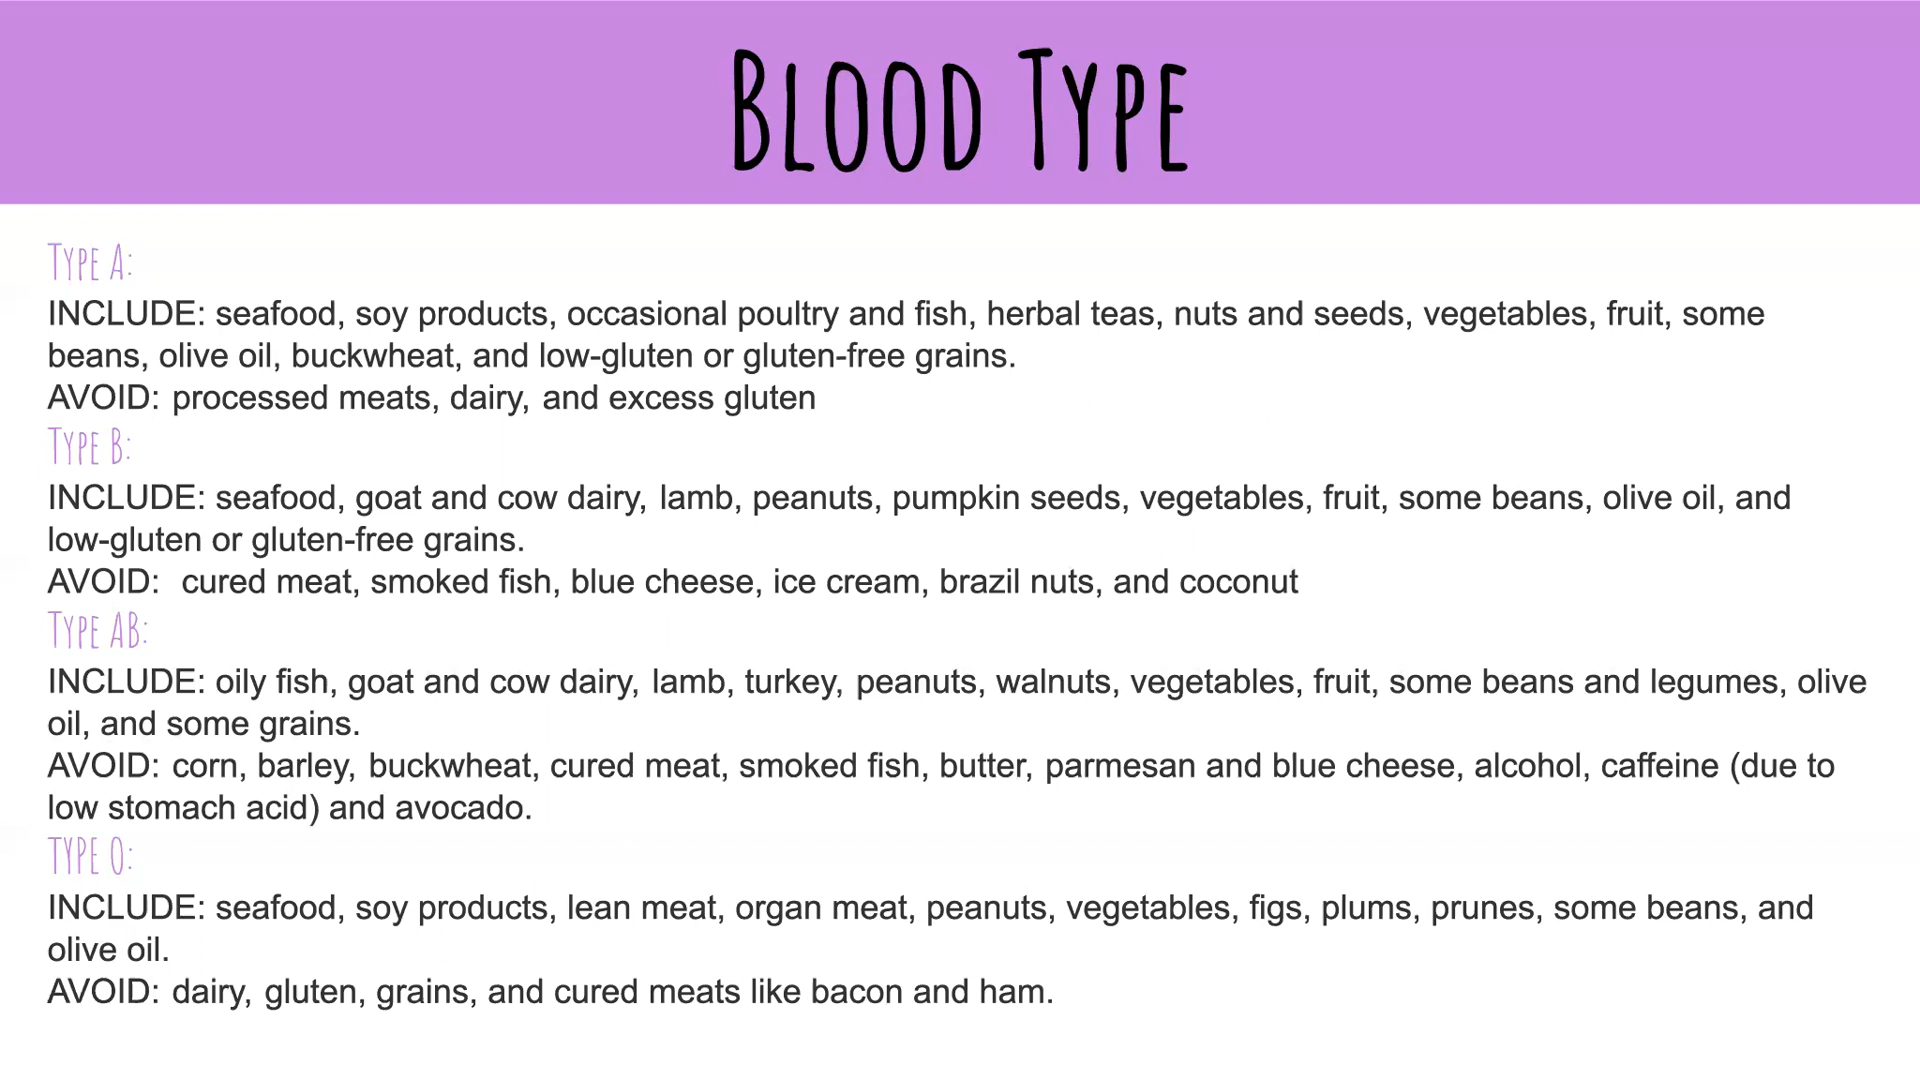 Blood Type
Type A:
INCLUDE: seafood, soy products, occasional poultry and fish, herbal teas, nuts and seeds, vegetables, fruit, some
beans, olive oil, buckwheat, and low-gluten or gluten-free grains.
AVOID: processed meats, dairy, and excess gluten
Type B:
INCLUDE: seafood, goat and cow dairy, lamb, peanuts, pumpkin seeds, vegetables, fruit, some beans, olive oil, and
low-gluten or gluten-free grains.
AVOID:  cured meat, smoked fish, blue cheese, ice cream, brazil nuts, and coconut
Type AB:
INCLUDE: oily fish, goat and cow dairy, lamb, turkey, peanuts, walnuts, vegetables, fruit, some beans and legumes, olive
oil, and some grains.
AVOID: corn, barley, buckwheat, cured meat, smoked fish, butter, parmesan and blue cheese, alcohol, caffeine (due to
low stomach acid) and avocado.
TYPE O:
INCLUDE: seafood, soy products, lean meat, organ meat, peanuts, vegetables, figs, plums, prunes, some beans, and
olive oil.
AVOID: dairy, gluten, grains, and cured meats like bacon and ham.